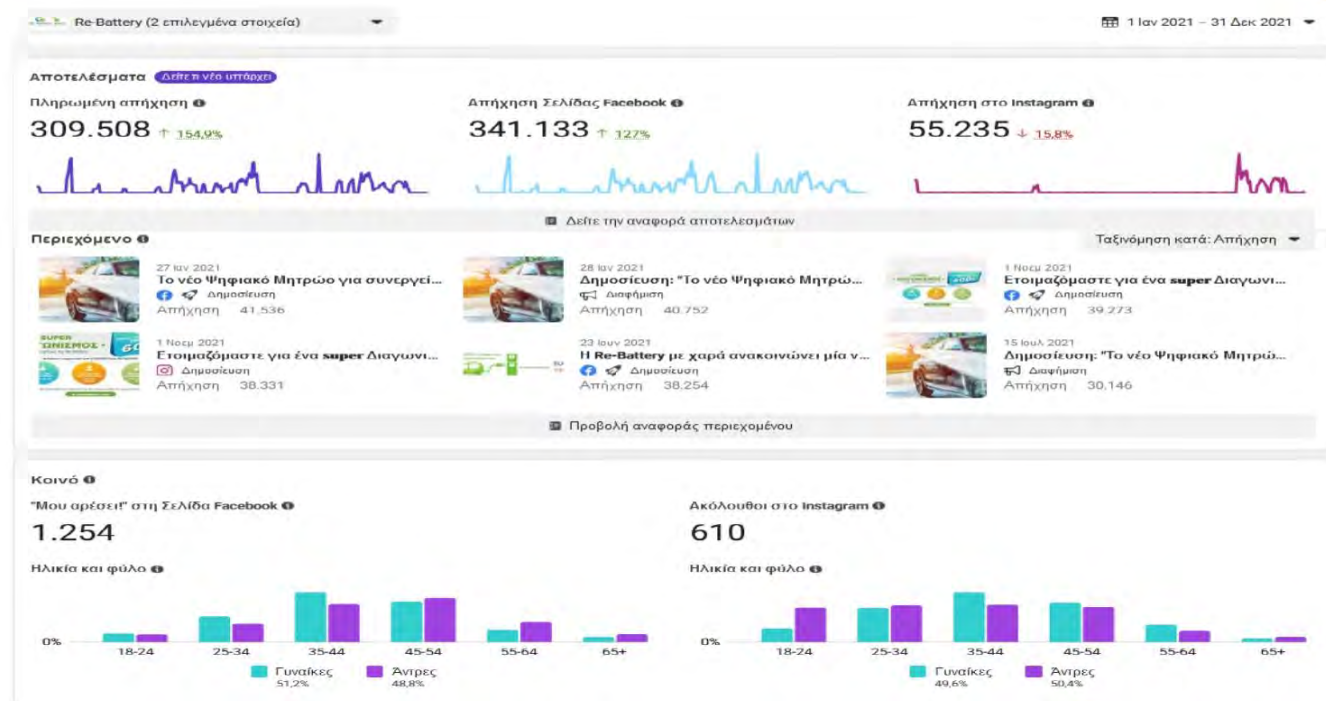 Re-Battery (2 επιλεγμένα στοιχεία)
1 Ιαν 2021 – 31 Δεκ 2021
Αποτελέσματα Δείτε τι νέο υπάρχει
Πληρωμένη απήχηση
309.508 ↑ 154,9%
Απήχηση Σελίδας Facebook
341.133 ↑ 127%
Απήχηση στο Instagram
55.235 ↓ 15,8%
Δείτε την αναφορά αποτελεσμάτων
Περιεχόμενο
Ταξινόμηση κατά: Απήχηση
27 Ιαν 2021
Το νέο Ψηφιακό Μητρώο για συνεργεί...
Δημοσίευση
Απήχηση 41.536
28 Ιαν 2021
Δημοσίευση: "Το νέο Ψηφιακό Μητρώ...
Διαφήμιση
Απήχηση 40.752
1 Νοεμ 2021
Ετοιμαζόμαστε για ένα super Διαγωνι...
Δημοσίευση
Απήχηση 39.273
SUPER
1 Νοεμ 2021
Ετοιμαζόμαστε για ένα super Διαγωνι...
Δημοσίευση
Απήχηση 38.331
23 Ιουν 2021
Η Re-Battery με χαρά ανακοινώνει μία ν...
Δημοσίευση
Απήχηση 38.254
15 Ιουλ 2021
Δημοσίευση: "Το νέο Ψηφιακό Μητρώ...
Διαφήμιση
Απήχηση 30.146
Προβολή αναφοράς περιεχομένου
Κοινό
"Μου αρέσει!" στη Σελίδα Facebook
1.254
Ηλικία και φύλο
0%
18-24 25-34 35-44 45-54 55-64 65+
Γυναίκες Άντρες
51,2% 48,8%
Ακόλουθοι στο Instagram
610
Ηλικία και φύλο
0%
18-24 25-34 35-44 45-54 55-64 65+
Γυναίκες Άντρες
49,6% 50,4%